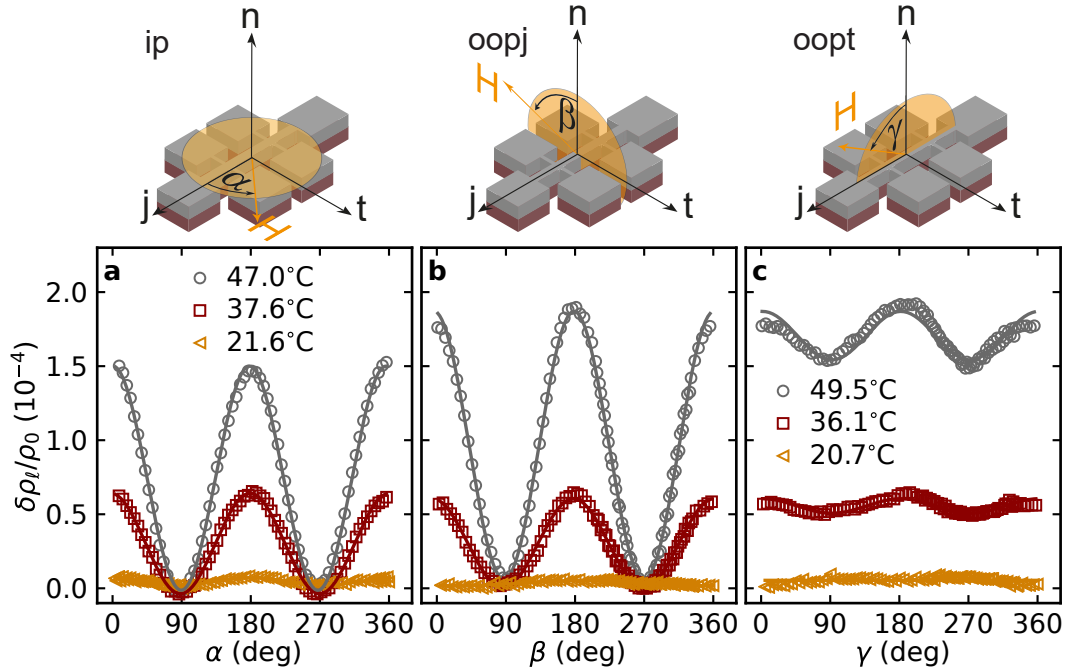 ip
n
α
j
H
t
oopj
n
H
β
j
t
oopt
n
H
γ
j
t
a
47.0°C
37.6°C
21.6°C
b
c
49.5°C
36.1°C
20.7°C
δρℓ/ρ0 (10−4)
2.0
1.5
1.0
0.5
0.0
0 90 180 270 360
α (deg)
0 90 180 270 360
β (deg)
0 90 180 270 360
γ (deg)